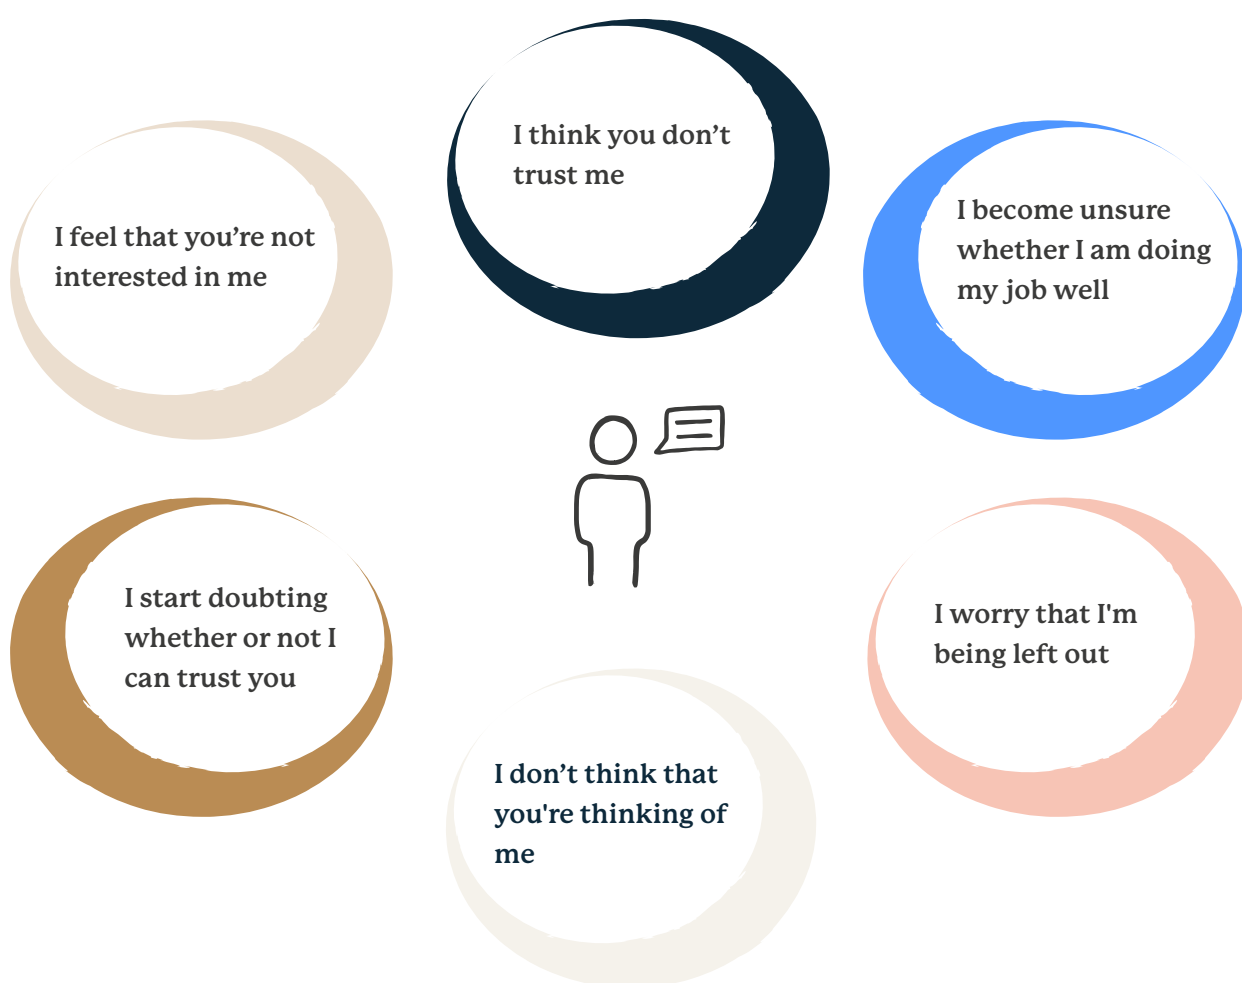 I think you don’t
trust me
I feel that you’re not
interested in me
I become unsure
whether I am doing
my job well
I start doubting
whether or not I
can trust you
I worry that I'm
being left out
I don’t think that
you're thinking of
me